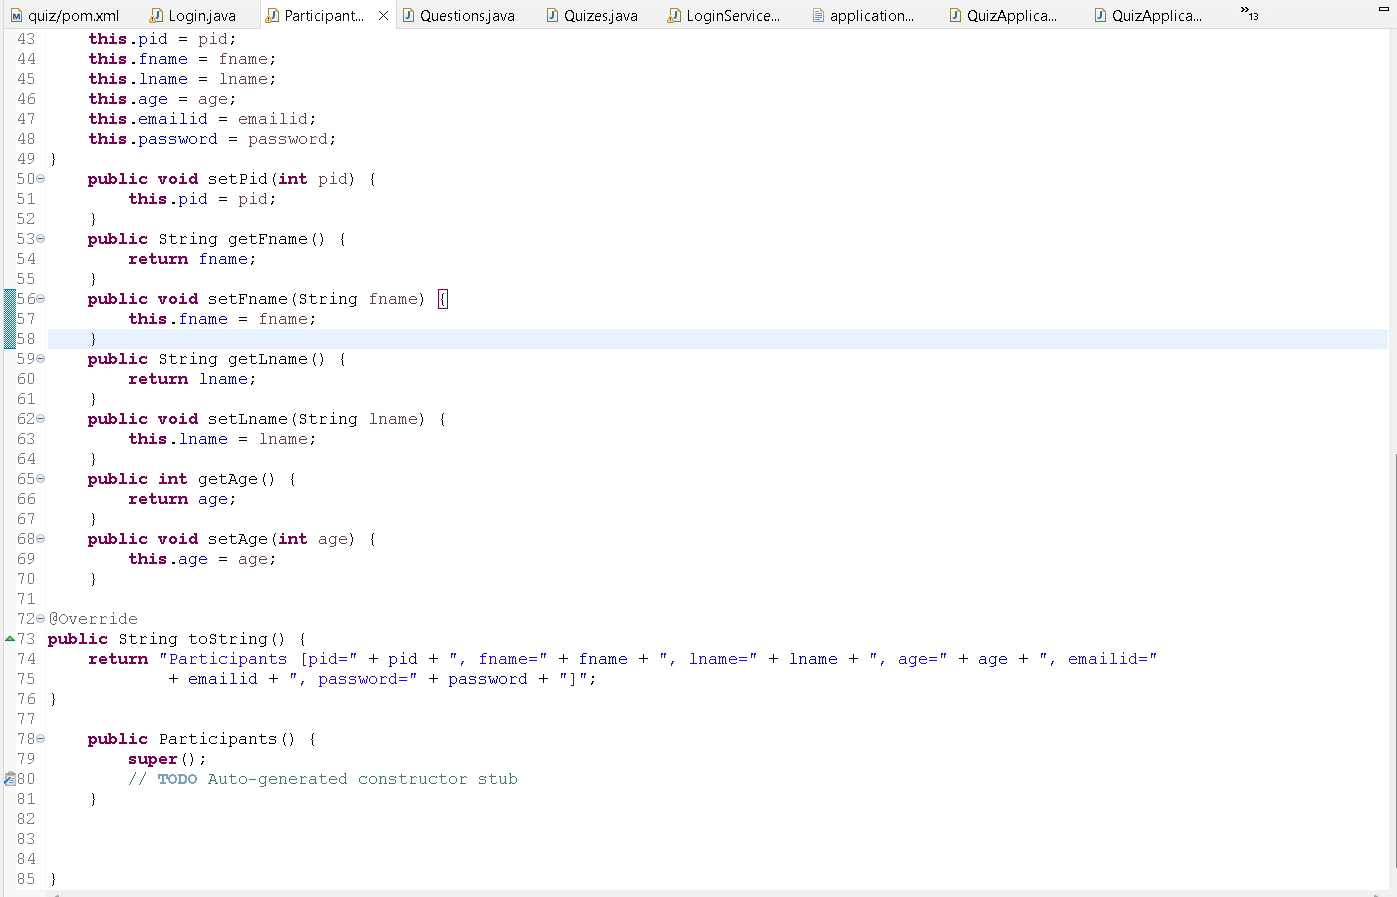 quiz/pom.xml Login.java Participant... Questions.java Quizes.java LoginService... application... QuizApplica... QuizApplica... »13
43 this.pid = pid;
44 this.fname = fname;
45 this.lname = lname;
46 this.age = age;
47 this.emailid = emailid;
48 this.password = password;
49 }
50 public void setPid(int pid) {
51 this.pid = pid;
52 }
53 public String getFname() {
54 return fname;
55 }
56 public void setFname(String fname) {
57 this.fname = fname;
58 }
59 public String getLname() {
60 return lname;
61 }
62 public void setLname(String lname) {
63 this.lname = lname;
64 }
65 public int getAge() {
66 return age;
67 }
68 public void setAge(int age) {
69 this.age = age;
70 }
71
72 @Override
73 public String toString() {
74 return "Participants [pid=" + pid + ", fname=" + fname + ", lname=" + lname + ", age=" + age + ", emailid="
75 + emailid + ", password=" + password + "]";
76 }
77
78 public Participants() {
79 super();
80 // TODO Auto-generated constructor stub
81 }
82
83
84
85 }